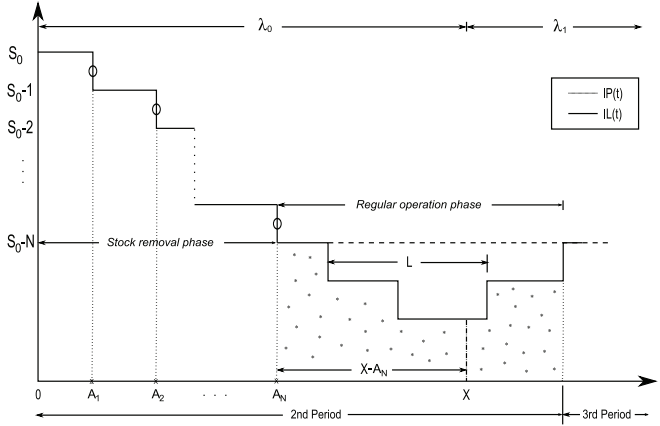 λ₀
λ₁
S₀
S₀-1
S₀-2
S₀-N
IP(t)
IL(t)
Regular operation phase
Stock removal phase
L
X-A_N
0
A₁
A₂
. . .
A_N
X
2nd Period
3rd Period